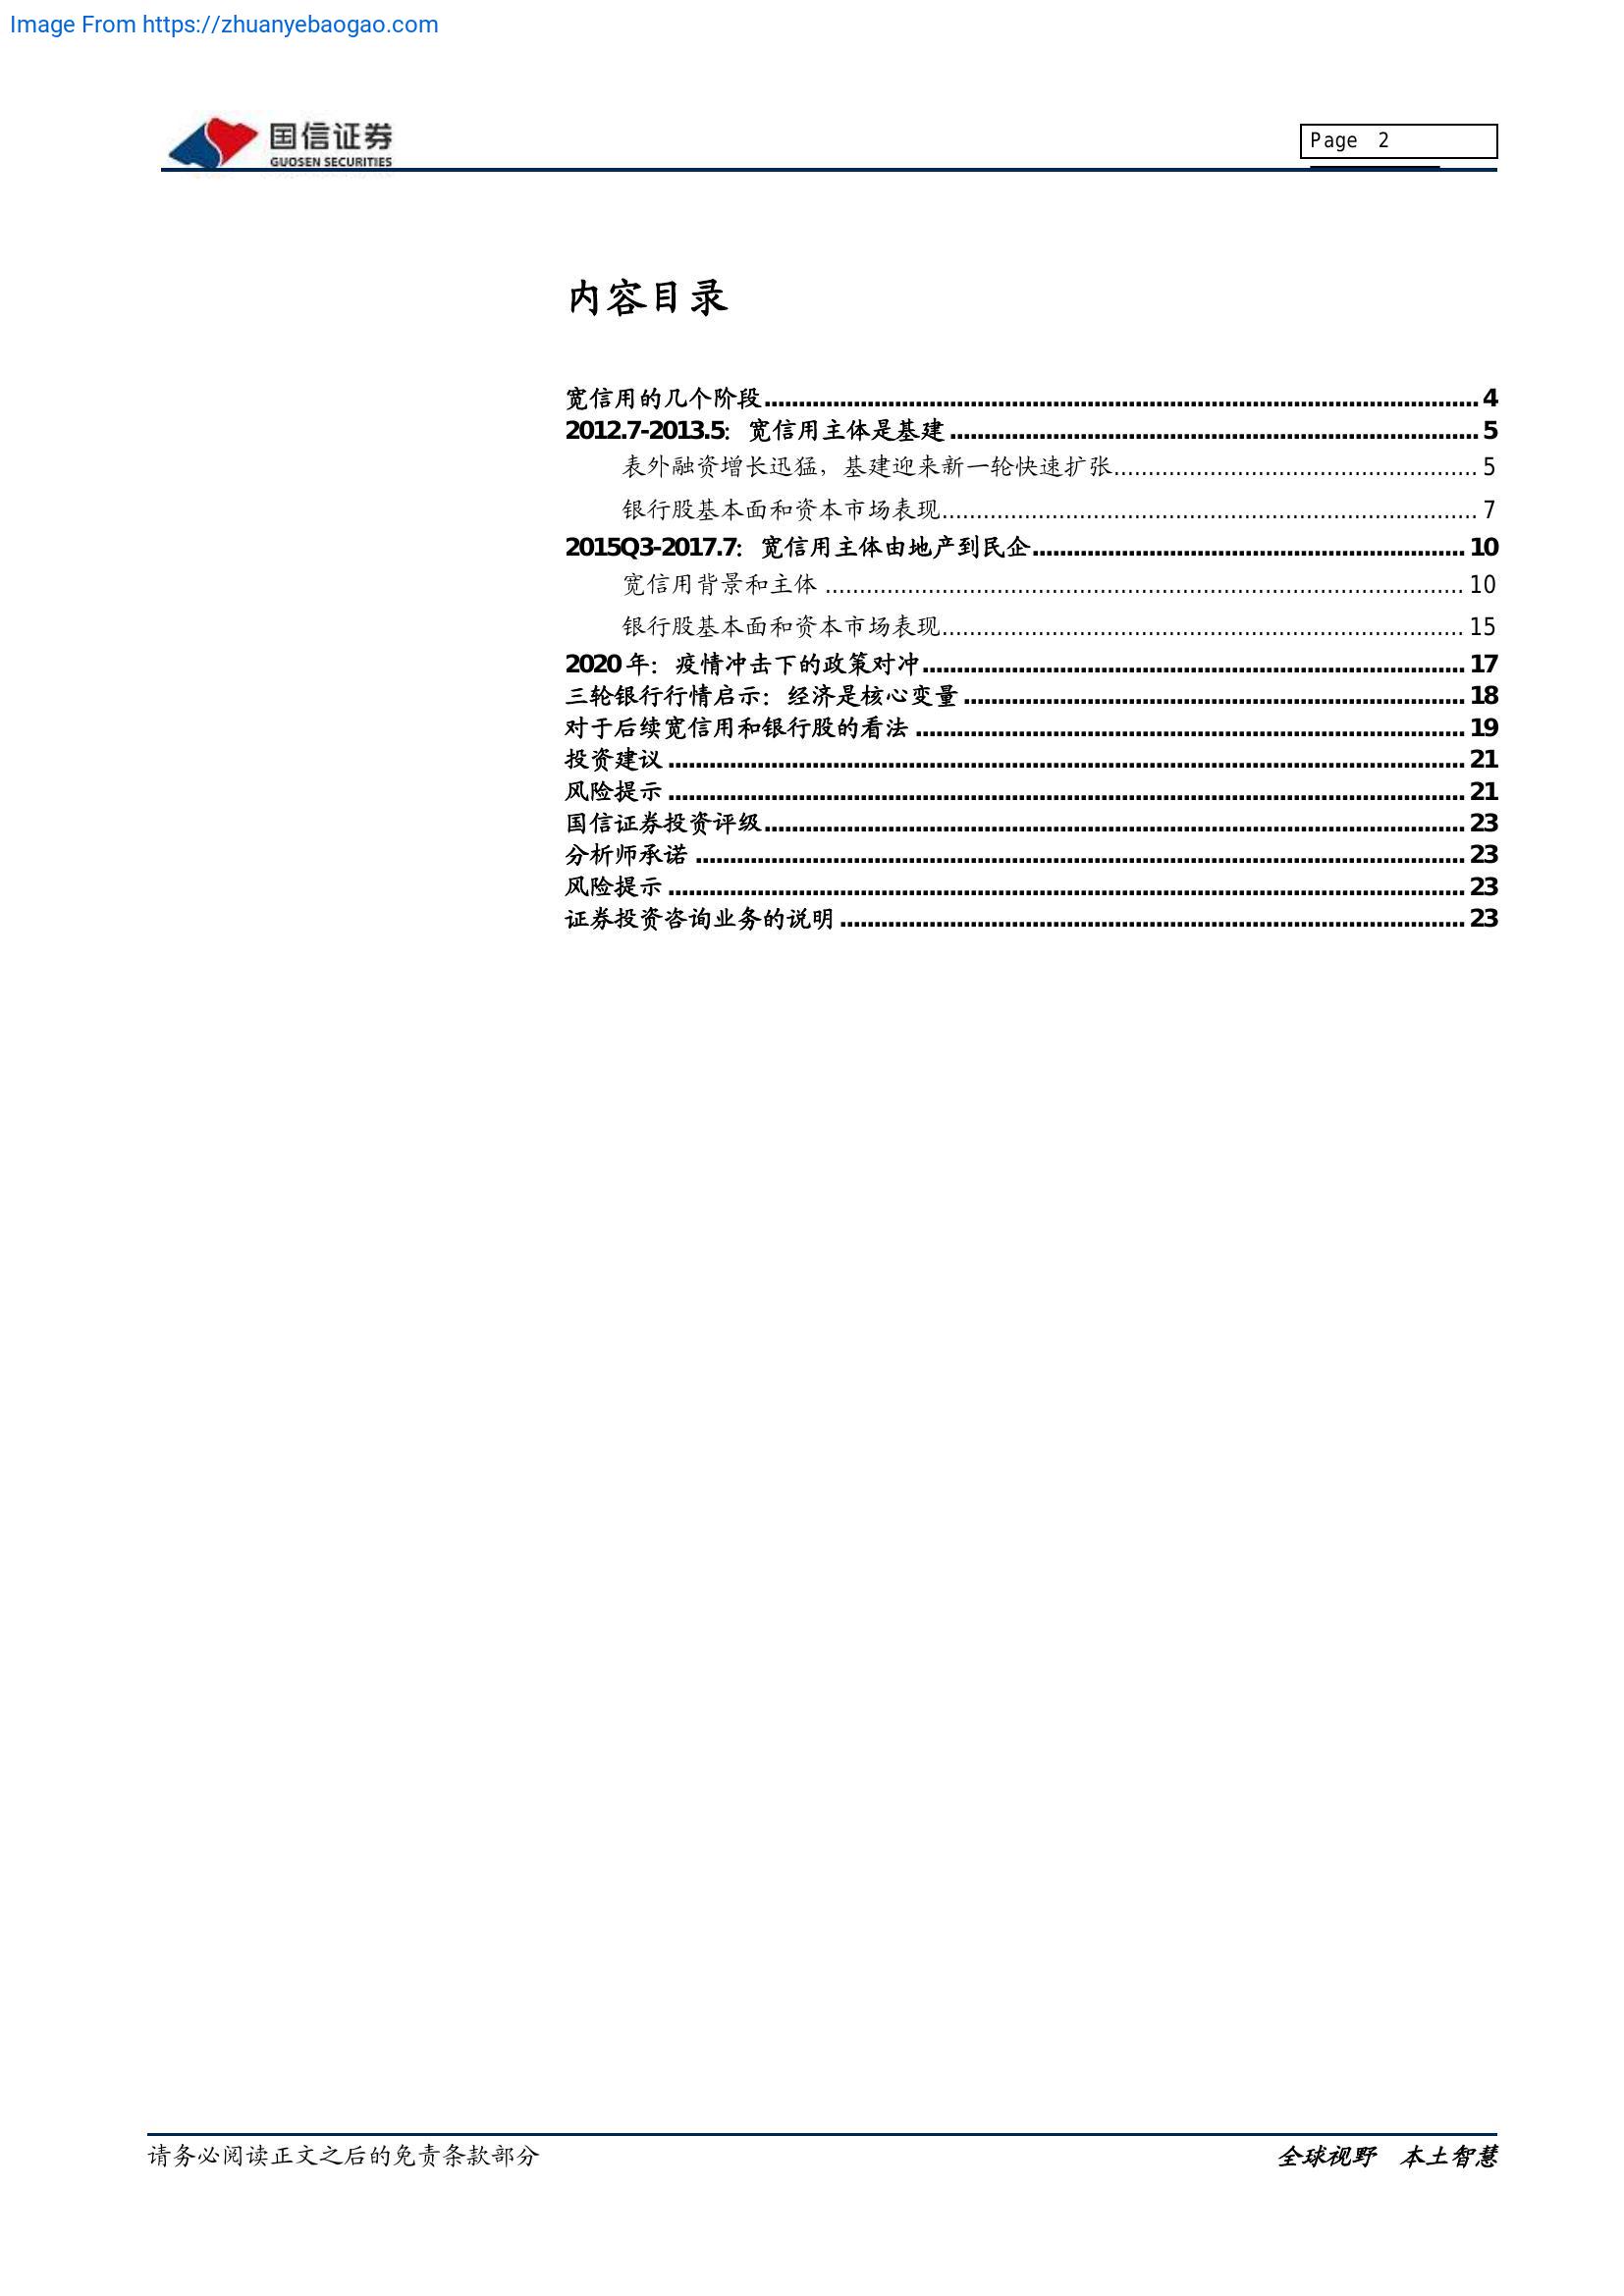 Image From https://zhuanyebaogao.com
国信证券
GUOSEN SECURITIES
Page 2
内容目录
宽信用的几个阶段........................................................................................................ 4
2012.7-2013.5：宽信用主体是基建............................................................................. 5
表外融资增长迅猛，基建迎来新一轮快速扩张..................................................... 5
银行股基本面和资本市场表现.............................................................................. 7
2015Q3-2017.7：宽信用主体由地产到民企............................................................... 10
宽信用背景和主体 ............................................................................................. 10
银行股基本面和资本市场表现............................................................................ 15
2020 年：疫情冲击下的政策对冲............................................................................... 17
三轮银行行情启示：经济是核心变量......................................................................... 18
对于后续宽信用和银行股的看法 ................................................................................ 19
投资建议 .................................................................................................................... 21
风险提示 .................................................................................................................... 21
国信证券投资评级...................................................................................................... 23
分析师承诺 ................................................................................................................ 23
风险提示 .................................................................................................................... 23
证券投资咨询业务的说明 ........................................................................................... 23
请务必阅读正文之后的免责条款部分
全球视野 本土智慧